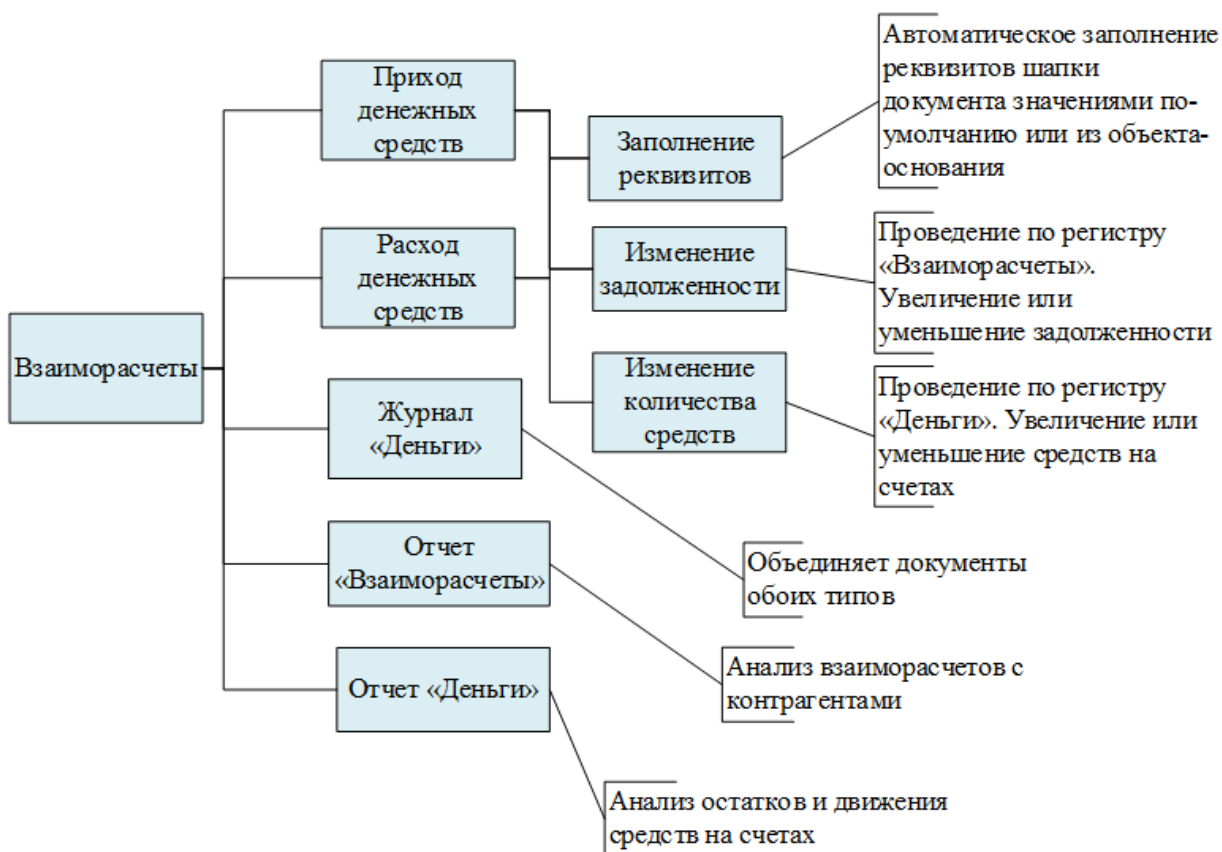 Взаиморасчеты
Приход
денежных
средств
Расход
денежных
средств
Журнал
«Деньги»
Отчет
«Взаиморасчеты»
Отчет «Деньги»
Заполнение
реквизитов
Изменение
задолженности
Изменение
количества
средств
Автоматическое заполнение
реквизитов шапки
документа значениями по-
умолчанию или из объекта-
основания
Проведение по регистру
«Взаиморасчеты».
Увеличение или
уменьшение задолженности
Проведение по регистру
«Деньги». Увеличение или
уменьшение средств на
счетах
Объединяет документы
обоих типов
Анализ взаиморасчетов с
контрагентами
Анализ остатков и движения
средств на счетах